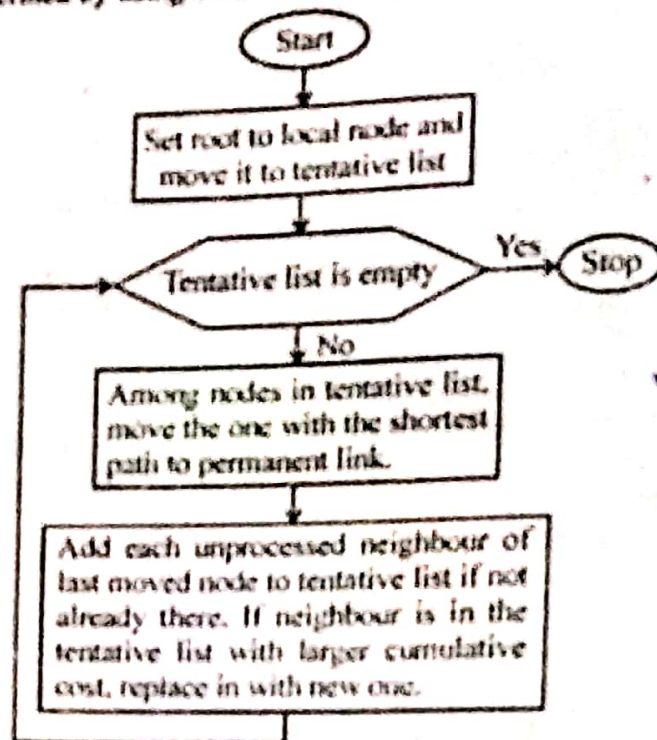 by using
Start
Set root to local node and
move it to tentative list
Tentative list is empty
Yes
Stop
No
Among nodes in tentative list,
move the one with the shortest
path to permanent link.
Add each unprocessed neighbour of
last moved node to tentative list if not
already there. If neighbour is in the
tentative list with larger cumulative
cost, replace in with new one.